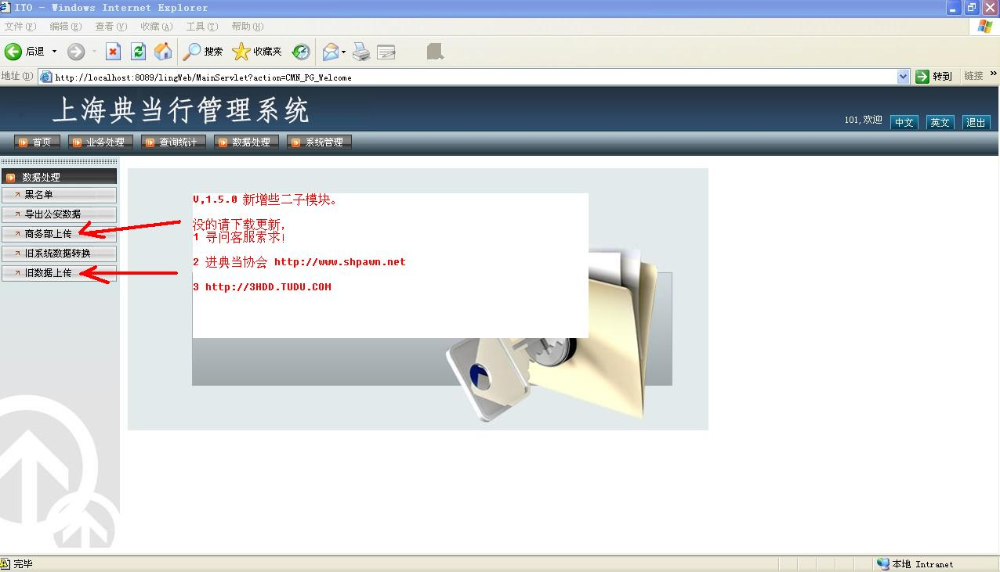 ITO - Windows Internet Explorer
文件(F) 编辑(E) 查看(V) 收藏(A) 工具(T) 帮助(H)
后退 搜索 收藏夹
地址(D) http://localhost:8089/lingWeb/MainServlet?action=CMN_PG_Welcome 转到 链接 »
上海典当行管理系统
101,欢迎 中文 英文 退出
首页 业务处理 查询统计 数据处理 系统管理
数据处理
黑名单
导出公安数据
商务部上传
旧系统数据转换
旧数据上传
V,1.5.0 新增些二子模块。
没的请下载更新,
1 寻问客服索求!
2 进典当协会 http://www.shpawn.net
3 http://3HDD.TUDU.COM
完毕 本地 Intranet